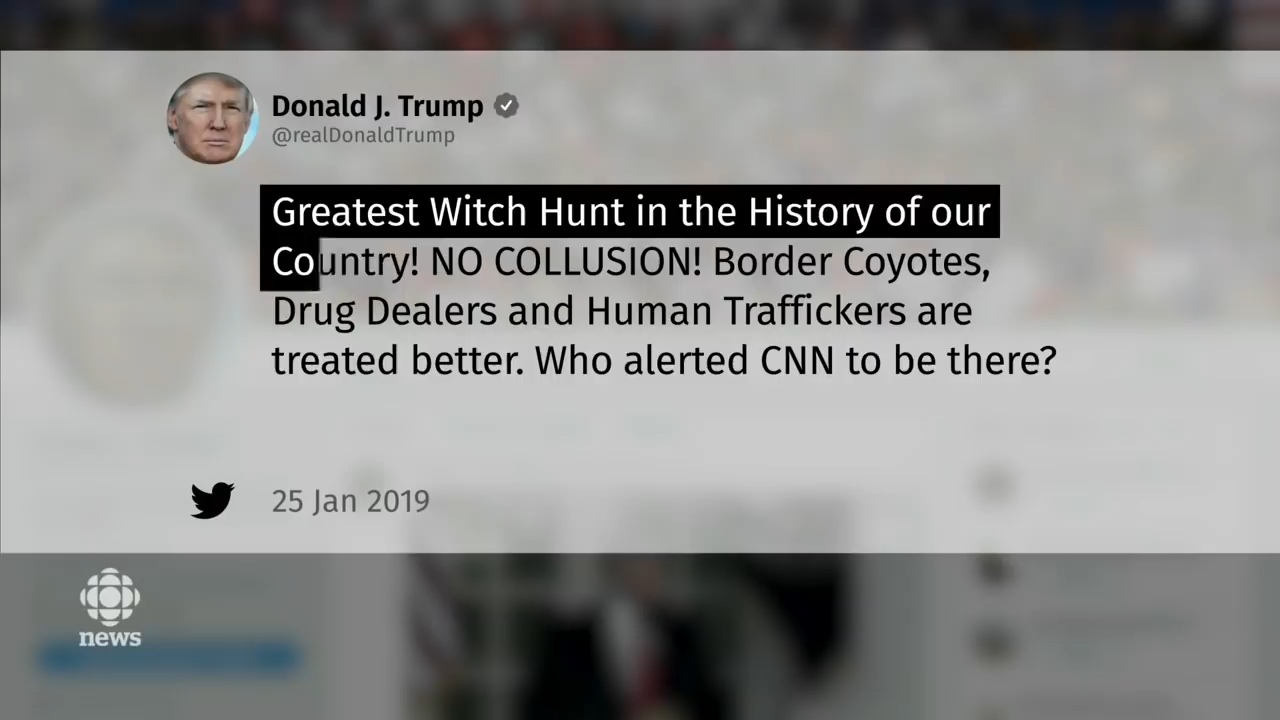 Donald J. Trump
@realDonaldTrump
Greatest Witch Hunt in the History of our
Country! NO COLLUSION! Border Coyotes,
Drug Dealers and Human Traffickers are
treated better. Who alerted CNN to be there?
25 Jan 2019
news